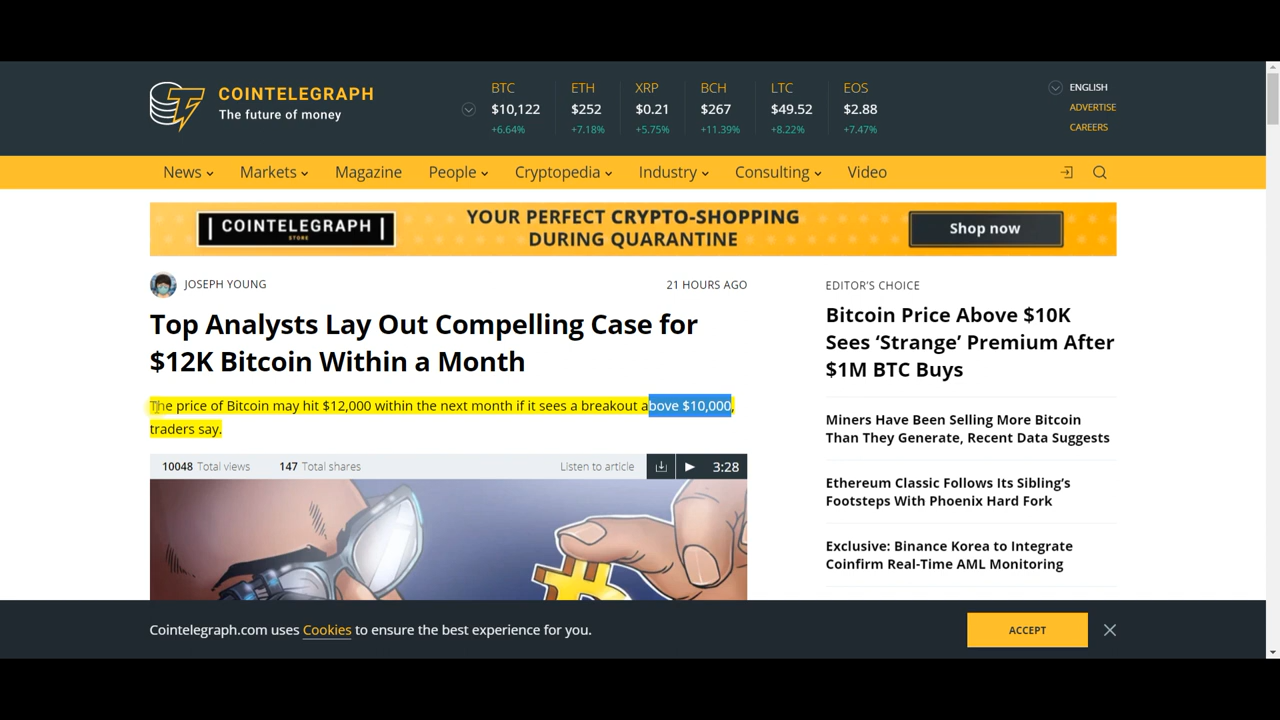 COINTELEGRAPH
The future of money
BTC ETH XRP BCH LTC EOS
$10,122 $252 $0.21 $267 $49.52 $2.88
+6.64% +7.18% +5.75% +11.39% +8.22% +7.47%
ENGLISH
ADVERTISE
CAREERS
News Markets Magazine People Cryptopedia Industry Consulting Video
COINTELEGRAPH
STORE
YOUR PERFECT CRYPTO-SHOPPING
DURING QUARANTINE
Shop now
JOSEPH YOUNG 21 HOURS AGO
Top Analysts Lay Out Compelling Case for
$12K Bitcoin Within a Month
The price of Bitcoin may hit $12,000 within the next month if it sees a breakout above $10,000,
traders say.
10048 Total views 147 Total shares Listen to article 3:28
EDITOR'S CHOICE
Bitcoin Price Above $10K
Sees ‘Strange’ Premium After
$1M BTC Buys
Miners Have Been Selling More Bitcoin
Than They Generate, Recent Data Suggests
Ethereum Classic Follows Its Sibling's
Footsteps With Phoenix Hard Fork
Exclusive: Binance Korea to Integrate
Coinfirm Real-Time AML Monitoring
Cointelegraph.com uses Cookies to ensure the best experience for you.
ACCEPT